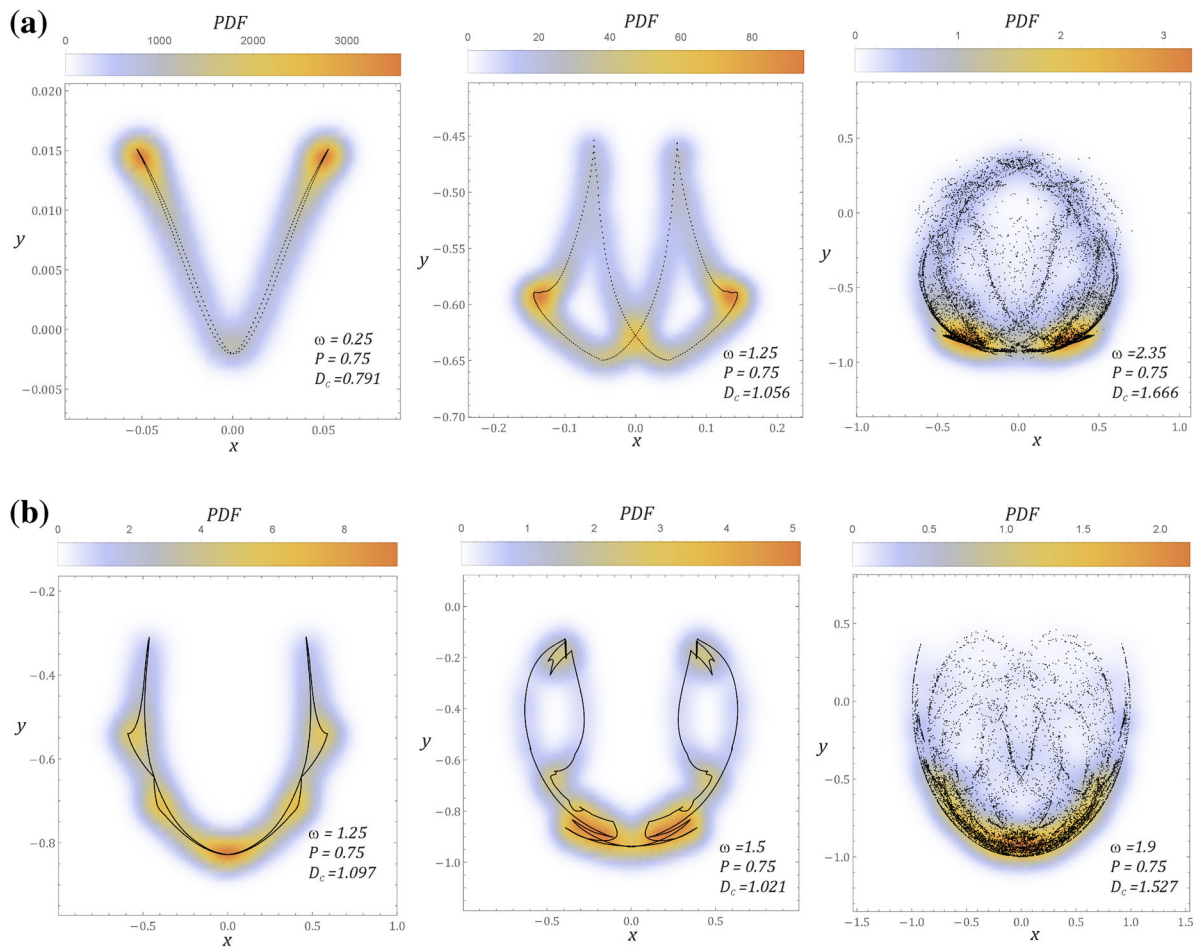 (a)
PDF
0 1000 2000 3000
0.020
0.015
0.010
y
0.005
0.000
−0.005
−0.05 0.00 0.05
x
ω = 0.25
P = 0.75
D_C =0.791
PDF
0 20 40 60 80
−0.45
−0.50
−0.55
y
−0.60
−0.65
−0.70
−0.2 −0.1 0.0 0.1 0.2
x
ω =1.25
P = 0.75
D_C =1.056
PDF
0 1 2 3
0.5
0.0
y
−0.5
−1.0
−1.0 −0.5 0.0 0.5 1.0
x
ω =2.35
P = 0.75
D_C =1.666
(b)
PDF
0 2 4 6 8
−0.2
−0.4
y
−0.6
−0.8
−0.5 0.0 0.5 1.0
x
ω = 1.25
P = 0.75
D_C =1.097
PDF
0 1 2 3 4 5
0.0
−0.2
−0.4
y
−0.6
−0.8
−1.0
−0.5 0.0 0.5
x
ω =1.5
P = 0.75
D_C =1.021
PDF
0 0.5 1.0 1.5 2.0
0.5
0.0
y
−0.5
−1.0
−1.5 −1.0 −0.5 0.0 0.5 1.0 1.5
x
ω =1.9
P = 0.75
D_C =1.527